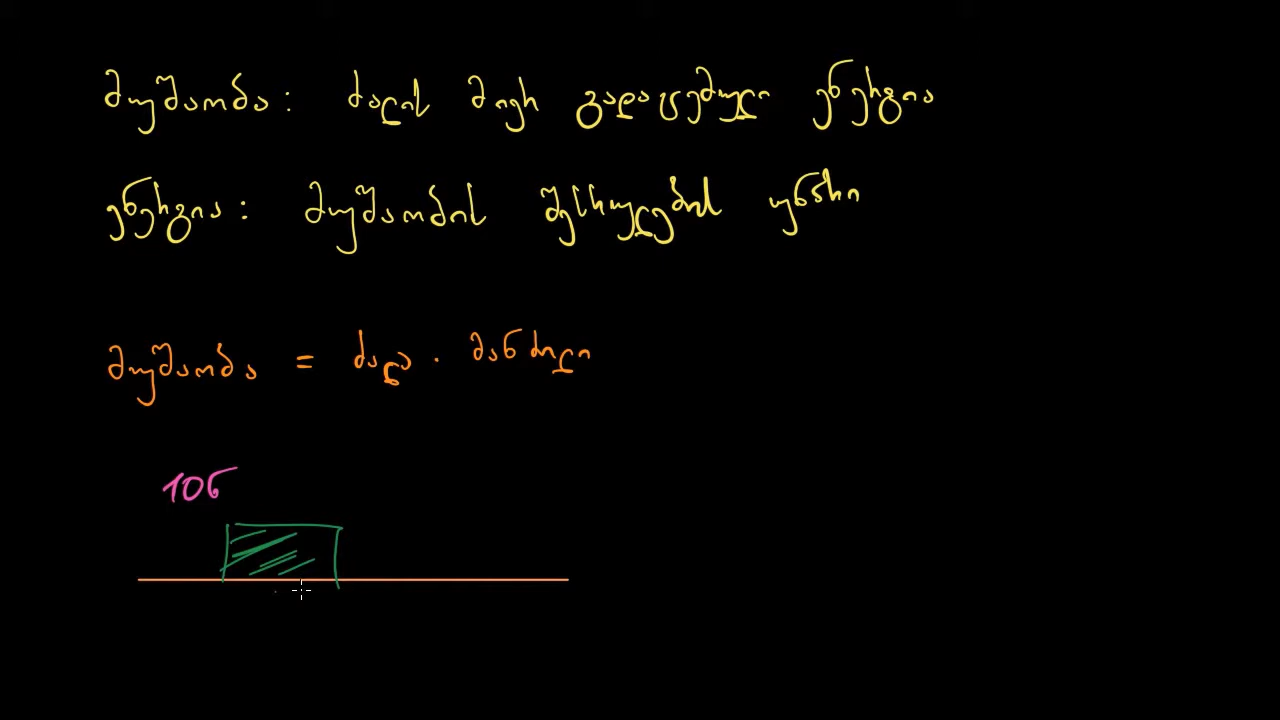 მუშაობა: ძალის მიერ გადაცემული ენერგია
ენერგია: მუშაობის შესრულების უნარი
მუშაობა = ძალა · მანძილი
10ნ